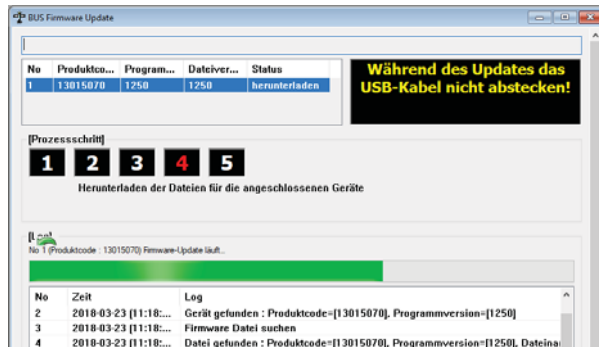 BUS Firmware Update
No Produktco... Program... Dateiver... Status
1 13015070 1250 1250 herunterladen
Während des Updates das
USB-Kabel nicht abstecken!
[Prozessschritt]
1 2 3 4 5
Herunterladen der Dateien für die angeschlossenen Geräte
[Log]
No 1 (Produktcode : 13015070) Firmware-Update läuft...
No Zeit Log
2 2018-03-23 [11:18:... Gerät gefunden : Produktcode=[13015070], Programmversion=[1250]
3 2018-03-23 [11:18:... Firmware Datei suchen
4 2018-03-23 [11:18:... Datei gefunden : Produktcode=[13015070], Programmversion=[1250], Dateina